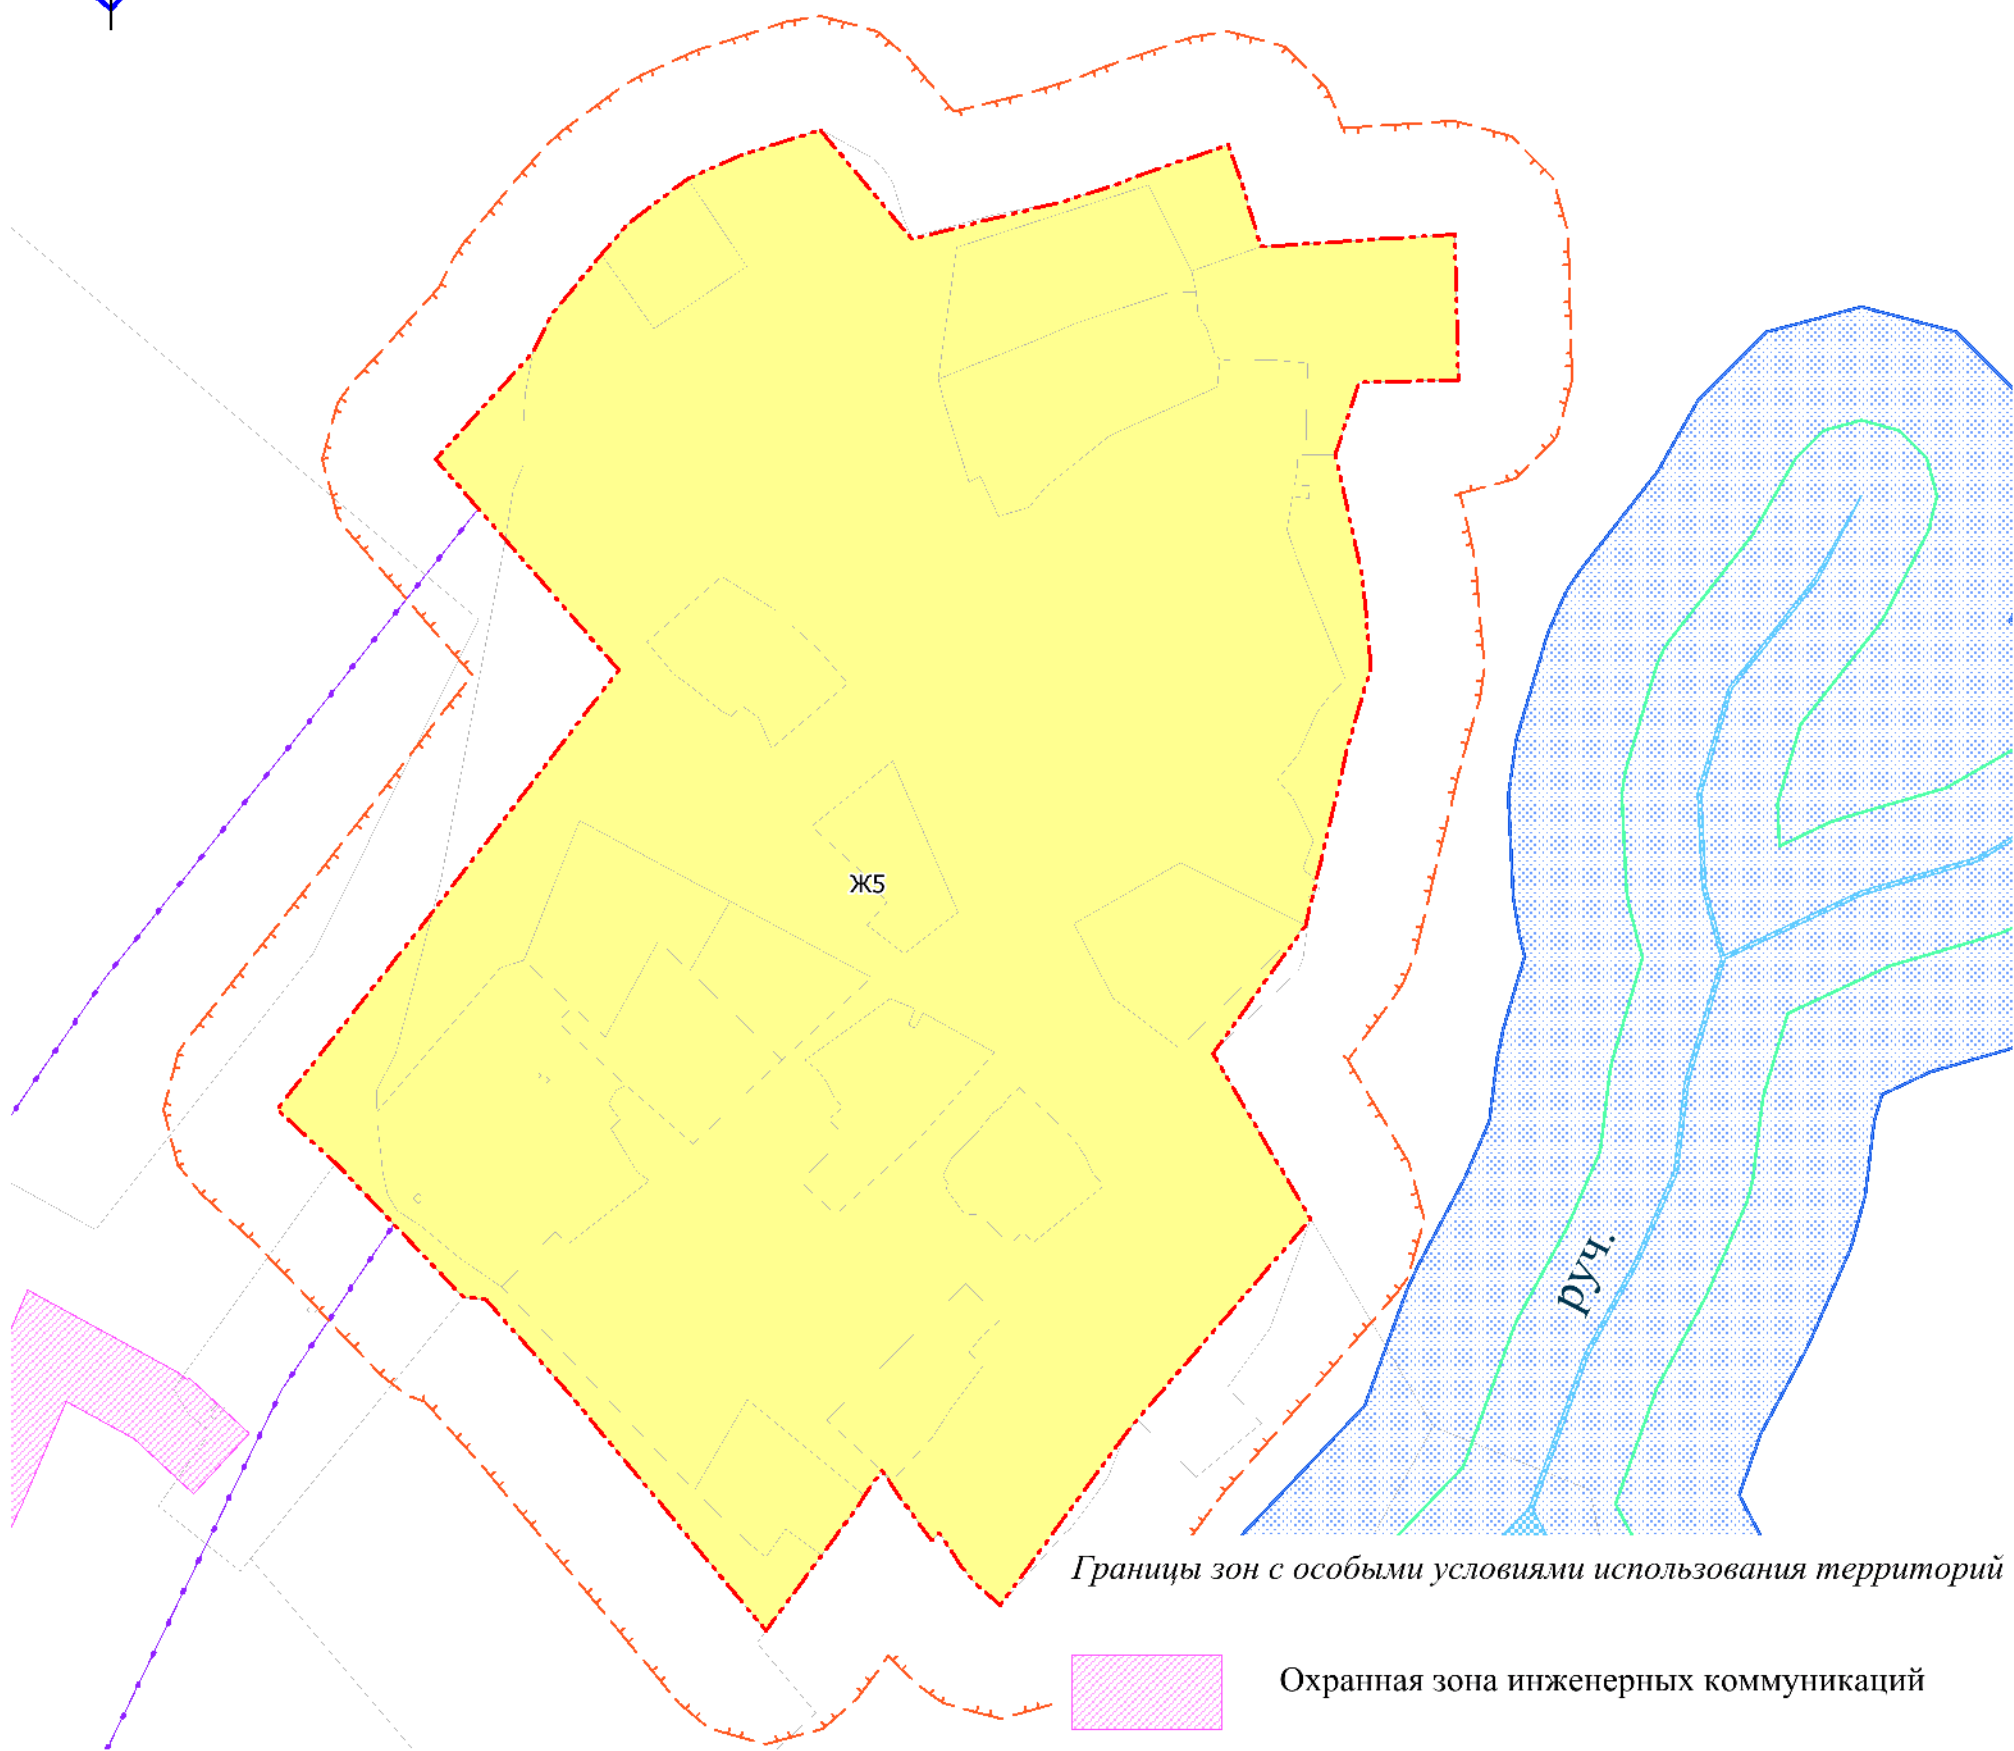 Ж5
руч.
Границы зон с особыми условиями использования территорий
Охранная зона инженерных коммуникаций